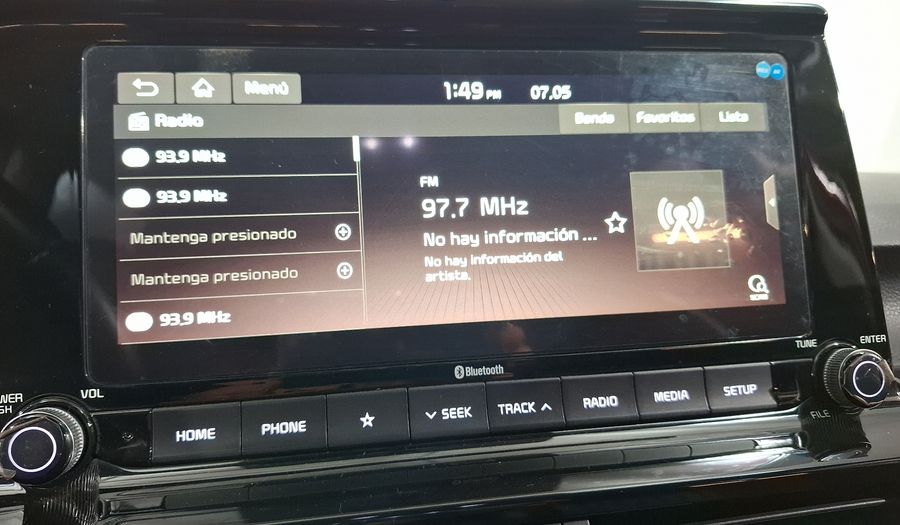 Menú
1:49 PM 07.05
Radio
Banda Favoritos Lista
93.9 MHz
93.9 MHz
Mantenga presionado
Mantenga presionado
93.9 MHz
FM
97.7 MHz
No hay información ...
No hay información del
artista.
SCAN
Bluetooth
VOL
TUNE
ENTER
FILE
HOME PHONE SEEK TRACK RADIO MEDIA SETUP